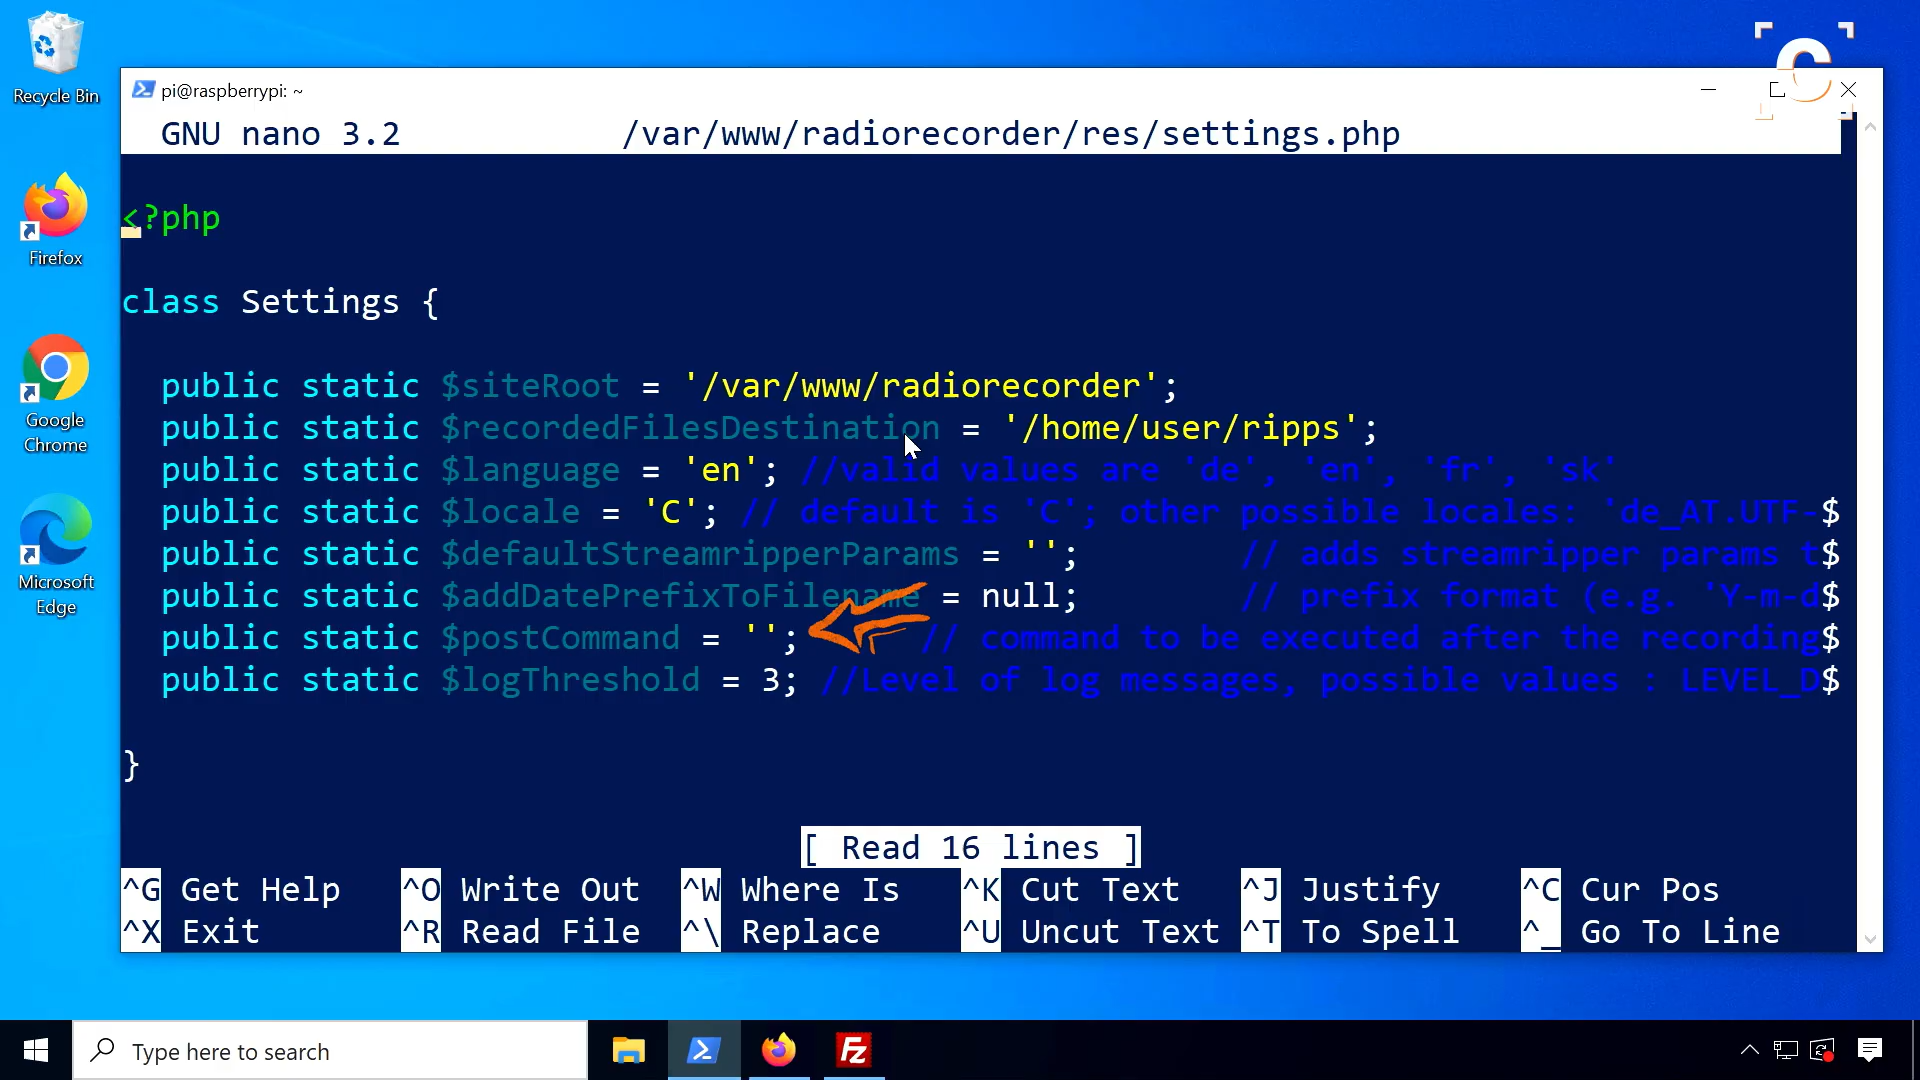 Recycle Bin
Firefox
Google
Chrome
Microsoft
Edge
pi@raspberrypi: ~
GNU nano 3.2 /var/www/radiorecorder/res/settings.php
<?php
class Settings {
public static $siteRoot = '/var/www/radiorecorder';
public static $recordedFilesDestination = '/home/user/ripps';
public static $language = 'en'; //valid values are 'de', 'en', 'fr', 'sk'
public static $locale = 'C'; // default is 'C'; other possible locales: 'de_AT.UTF-$
public static $defaultStreamripperParams = ''; // adds streamripper params t$
public static $addDatePrefixToFilename = null; // prefix format (e.g. 'Y-m-d$
public static $postCommand = ''; // command to be executed after the recording$
public static $logThreshold = 3; //Level of log messages, possible values : LEVEL_D$
}
[ Read 16 lines ]
^G Get Help ^O Write Out ^W Where Is ^K Cut Text ^J Justify ^C Cur Pos
^X Exit ^R Read File ^\ Replace ^U Uncut Text ^T To Spell ^_ Go To Line
Type here to search